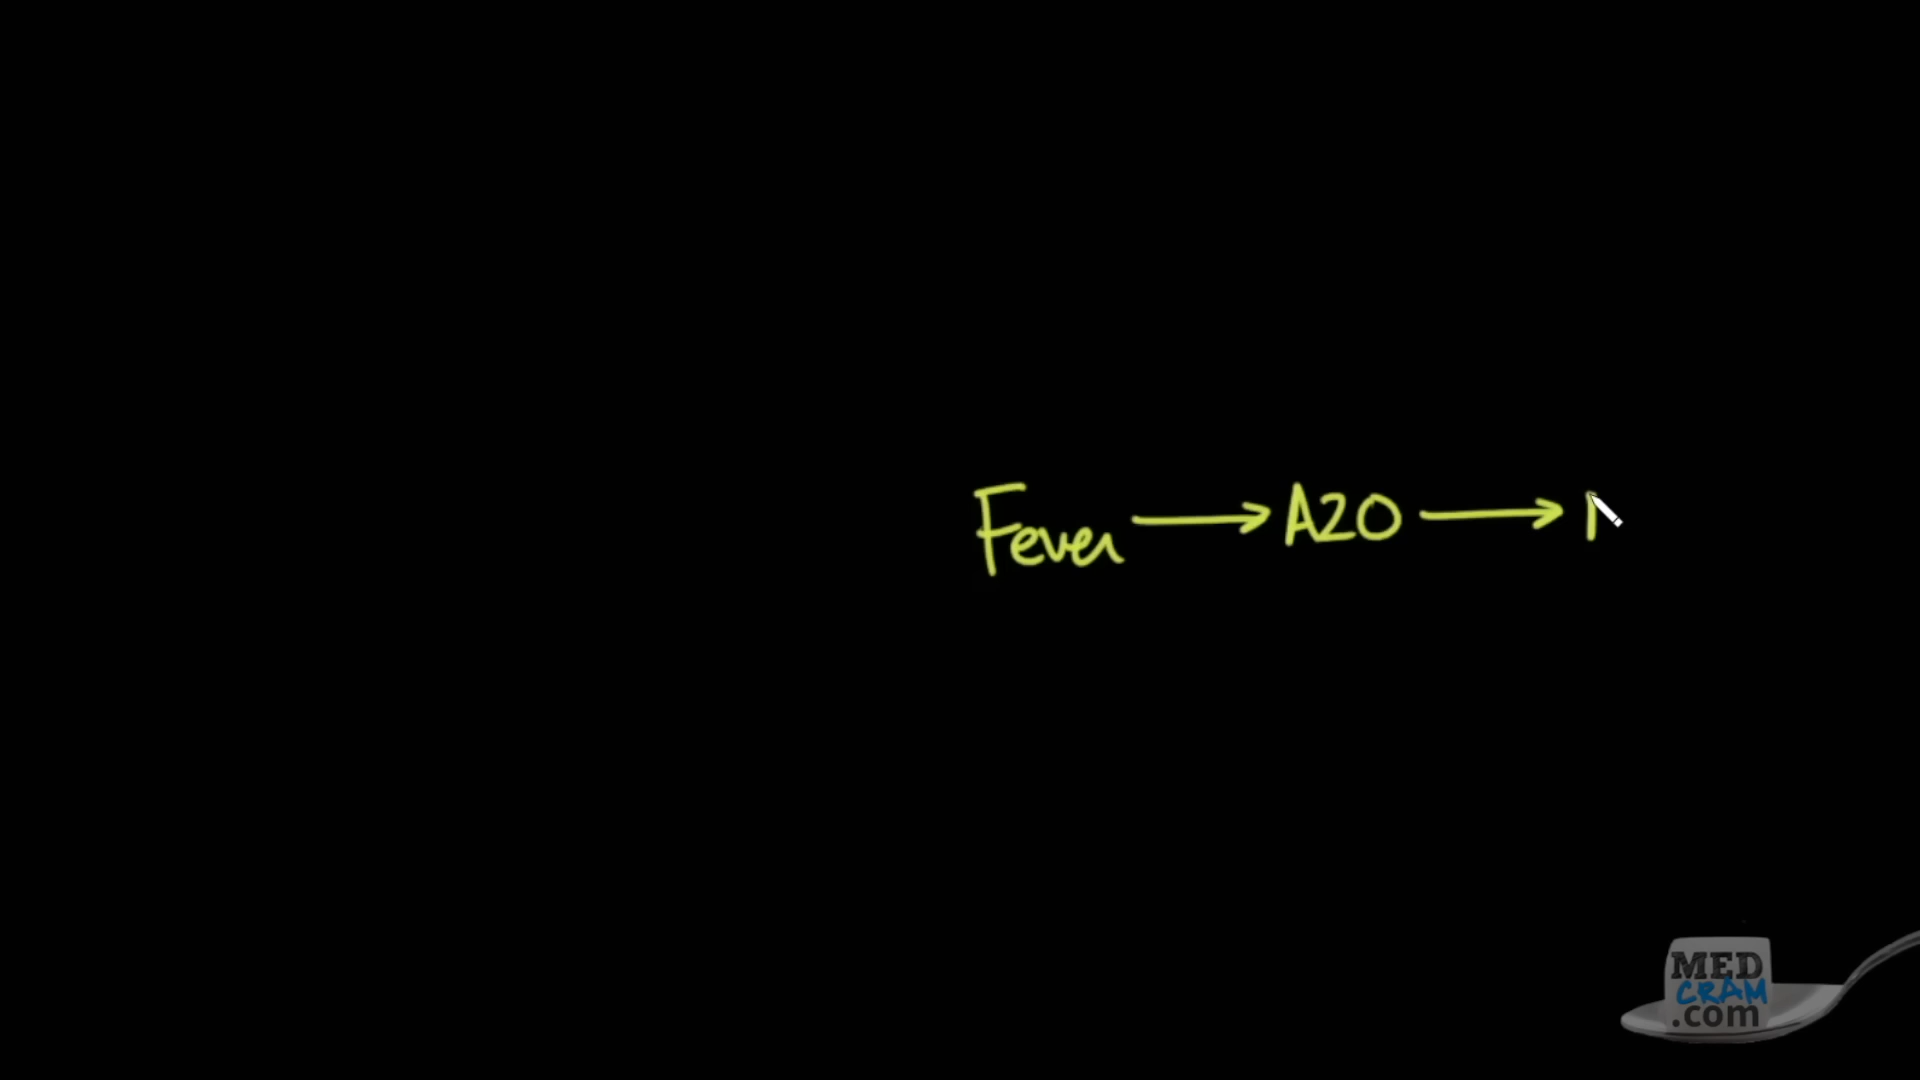 Fever → A20 →
MED
CRAM
.com